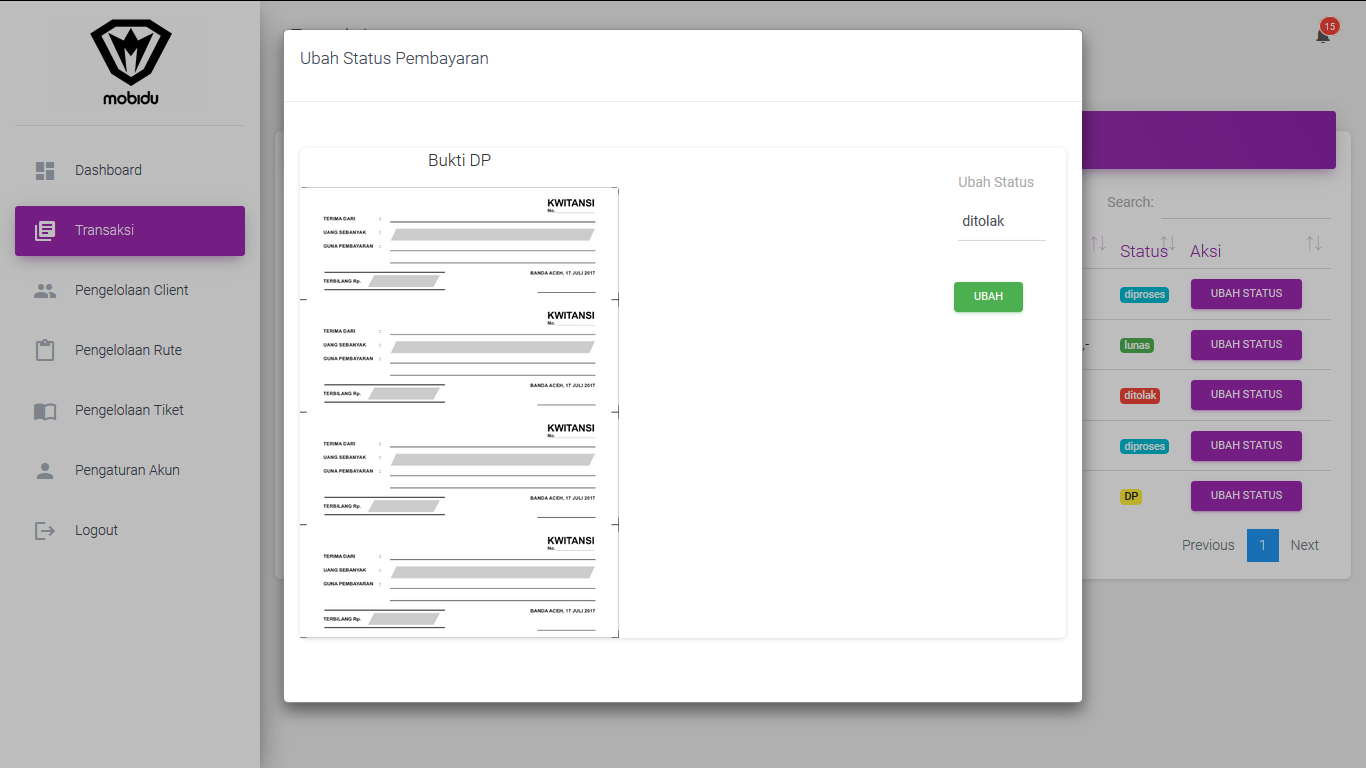 mobidu
Dashboard
Transaksi
Pengelolaan Client
Pengelolaan Rute
Pengelolaan Tiket
Pengaturan Akun
Logout
15
Ubah Status Pembayaran
Bukti DP
KWITANSI
No.
TERIMA DARI :
UANG SEBANYAK :
GUNA PEMBAYARAN :
BANDA ACEH, 17 JULI 2017
TERBILANG Rp.
KWITANSI
No.
TERIMA DARI :
UANG SEBANYAK :
GUNA PEMBAYARAN :
BANDA ACEH, 17 JULI 2017
TERBILANG Rp.
KWITANSI
No.
TERIMA DARI :
UANG SEBANYAK :
GUNA PEMBAYARAN :
BANDA ACEH, 17 JULI 2017
TERBILANG Rp.
KWITANSI
No.
TERIMA DARI :
UANG SEBANYAK :
GUNA PEMBAYARAN :
BANDA ACEH, 17 JULI 2017
TERBILANG Rp.
Ubah Status
ditolak
UBAH
Search:
Status Aksi
diproses UBAH STATUS
,- lunas UBAH STATUS
ditolak UBAH STATUS
diproses UBAH STATUS
DP UBAH STATUS
Previous 1 Next